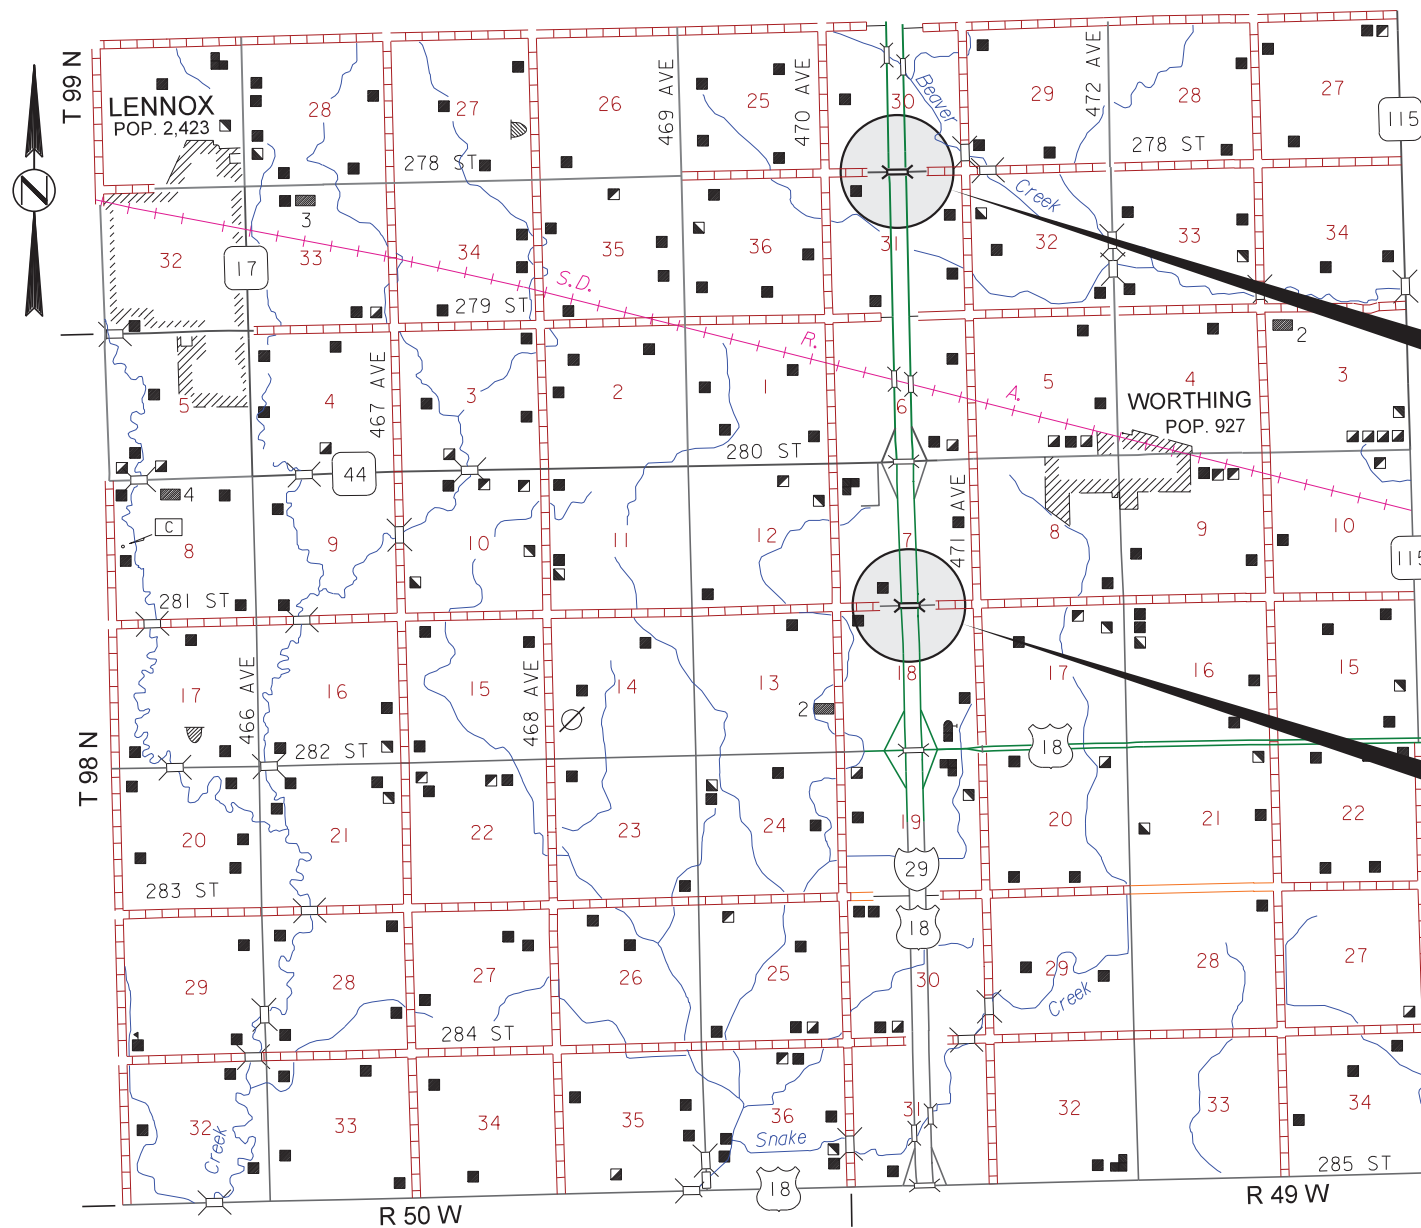 T 99 N
LENNOX
POP. 2,423
28
27
26
469 AVE
25
470 AVE
30
Beaver
29
472 AVE
28
27
115
278 ST
278 ST
Creek
N
3
32
17
33
34
35
36
31
32
33
34
S.D.
279 ST
R.
A.
2
5
4
467 AVE
3
2
1
6
5
4
3
WORTHING
POP. 927
280 ST
44
4
C
8
9
10
11
12
7
471 AVE
8
9
10
115
281 ST
17
466 AVE
16
15
468 AVE
14
13
2
18
17
16
15
282 ST
18
T 98 N
20
21
22
23
24
19
20
21
22
283 ST
29
18
29
28
27
26
25
30
29
28
27
Creek
284 ST
32
33
34
35
36
31
32
33
34
Creek
Snake
285 ST
18
R 50 W
R 49 W